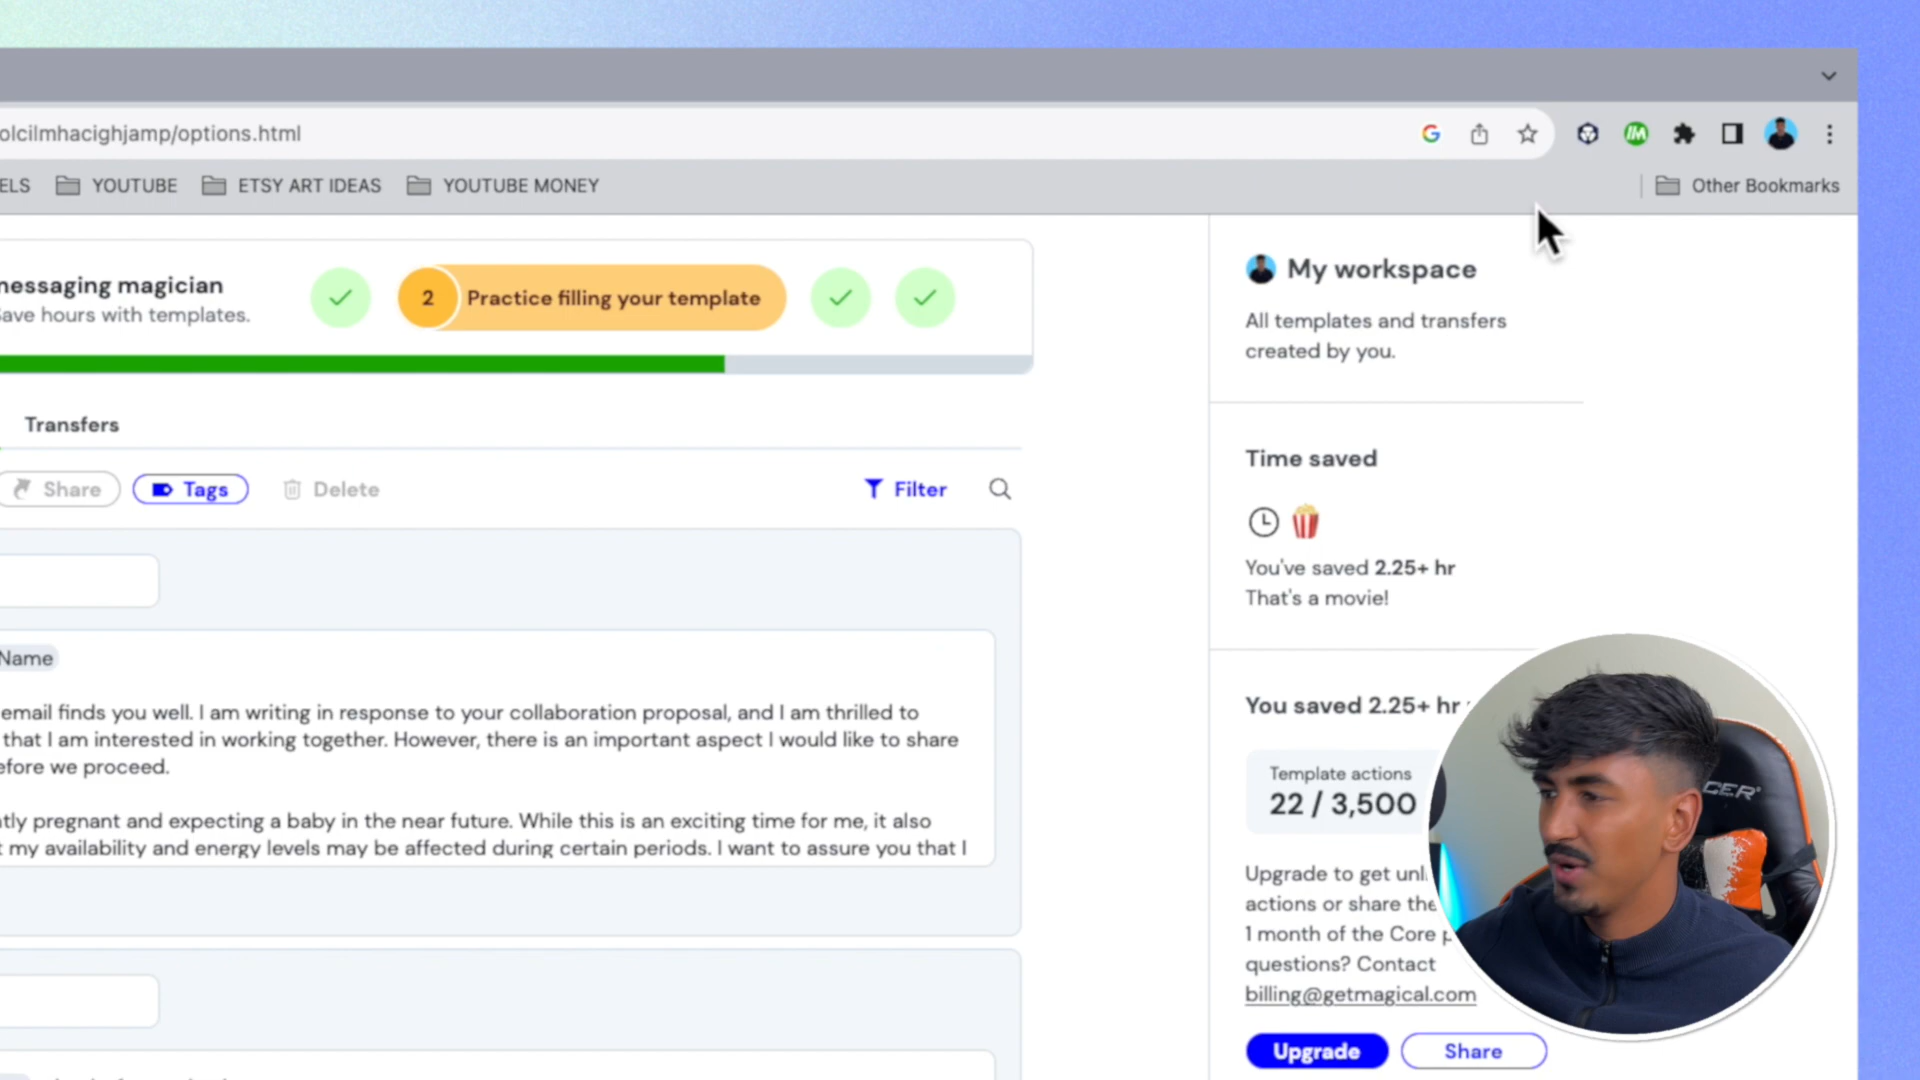 olcilmhacighjamp/options.html
ELS YOUTUBE ETSY ART IDEAS YOUTUBE MONEY Other Bookmarks
messaging magician
Save hours with templates.
2 Practice filling your template
Transfers
Share Tags Delete Filter
Name
email finds you well. I am writing in response to your collaboration proposal, and I am thrilled to
that I am interested in working together. However, there is an important aspect I would like to share
efore we proceed.
tly pregnant and expecting a baby in the near future. While this is an exciting time for me, it also
t my availability and energy levels may be affected during certain periods. I want to assure you that I
My workspace
All templates and transfers
created by you.
Time saved
You've saved 2.25+ hr
That's a movie!
You saved 2.25+ hr
Template actions
22 / 3,500
Upgrade to get unl
actions or share the
1 month of the Core p
questions? Contact
billing@getmagical.com
Upgrade Share
CER